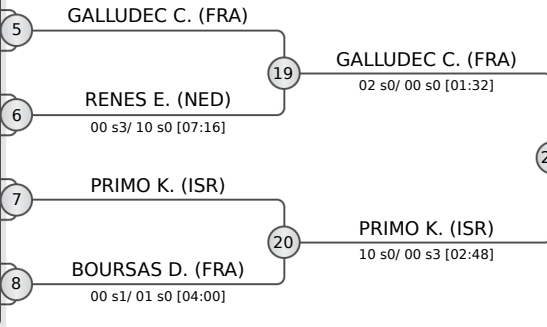 GALLUDEC C. (FRA)
5
19
GALLUDEC C. (FRA)
02 s0/ 00 s0 [01:32]
RENES E. (NED)
6
00 s3/ 10 s0 [07:16]
PRIMO K. (ISR)
7
20
PRIMO K. (ISR)
10 s0/ 00 s3 [02:48]
BOURSAS D. (FRA)
8
00 s1/ 01 s0 [04:00]